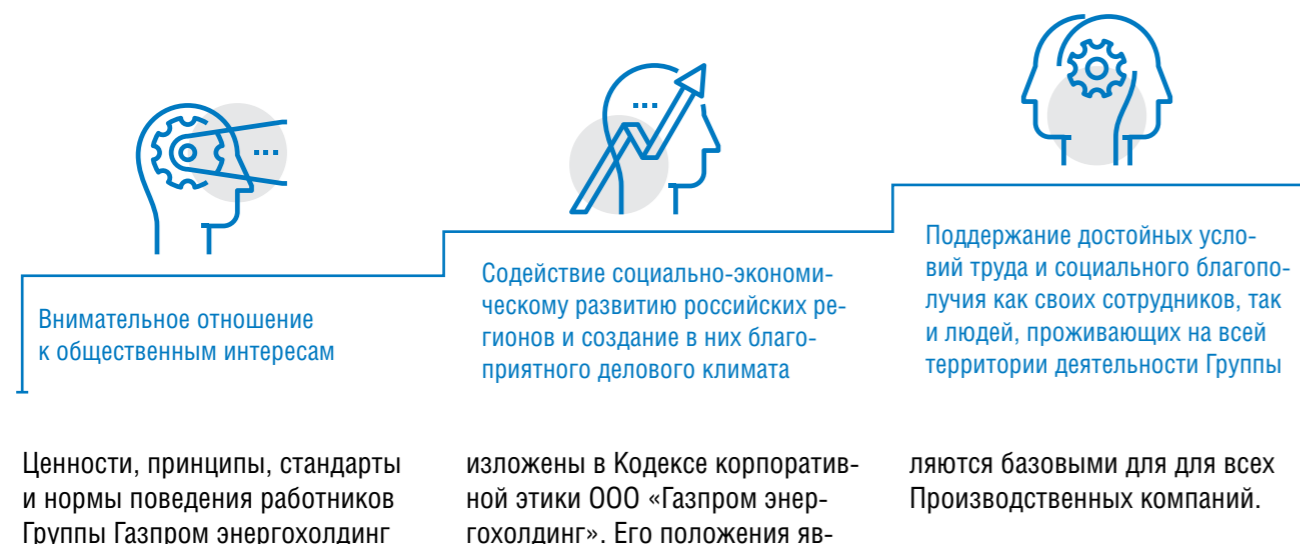 Внимательное отношение
к общественным интересам
Содействие социально-экономи-
ческому развитию российских ре-
гионов и создание в них благо-
приятного делового климата
Поддержание достойных усло-
вий труда и социального благопо-
лучия как своих сотрудников, так
и людей, проживающих на всей
территории деятельности Группы
Ценности, принципы, стандарты
и нормы поведения работников
Группы Газпром энергохолдинг
изложены в Кодексе корпоратив-
ной этики ООО «Газпром энер-
гохолдинг». Его положения яв-
ляются базовыми для для всех
Производственных компаний.